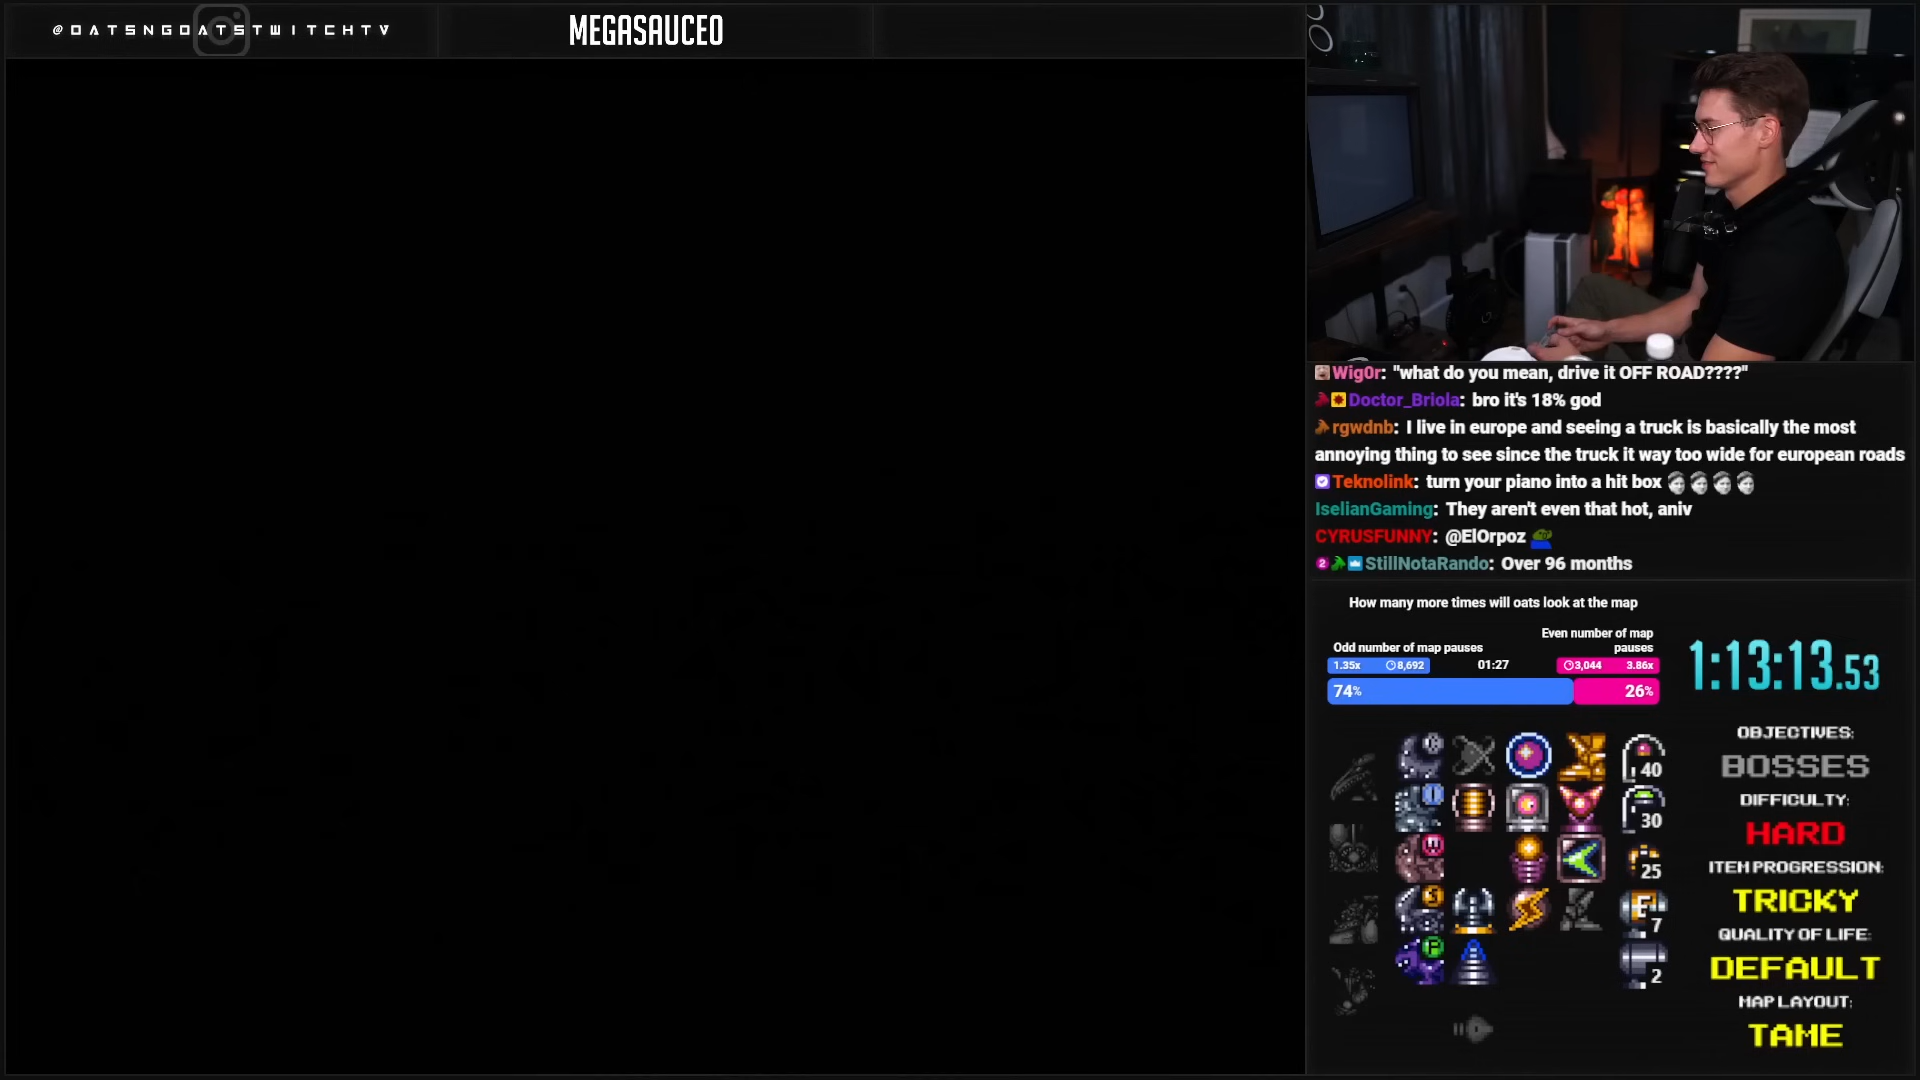 @OATSNGOATSTWITCHTV
MEGASAUCEO
Wig0r: "what do you mean, drive it OFF ROAD????"
Doctor_Briola: bro it's 18% god
rgwdnb: I live in europe and seeing a truck is basically the most
annoying thing to see since the truck it way too wide for european roads
Teknolink: turn your piano into a hit box
IselianGaming: They aren't even that hot, aniv
CYRUSFUNNY: @ElOrpoz
2 StillNotaRando: Over 96 months
How many more times will oats look at the map
Odd number of map pauses
Even number of map
pauses
1.35x 8,692 01:27 3,044 3.86x
74% 26%
1:13:13.53
OBJECTIVES:
BOSSES
DIFFICULTY:
HARD
ITEM PROGRESSION:
TRICKY
QUALITY OF LIFE:
DEFAULT
MAP LAYOUT:
TAME
40
30
25
7
2